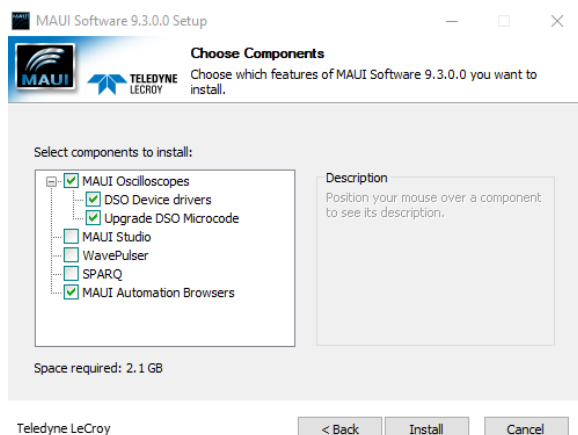 MAUI Software 9.3.0.0 Setup
MAUI
TELEDYNE
LECROY
Choose Components
Choose which features of MAUI Software 9.3.0.0 you want to
install.
Select components to install:
MAUI Oscilloscopes
DSO Device drivers
Upgrade DSO Microcode
MAUI Studio
WavePulser
SPARQ
MAUI Automation Browsers
Description
Position your mouse over a component
to see its description.
Space required: 2.1 GB
Teledyne LeCroy
< Back
Install
Cancel